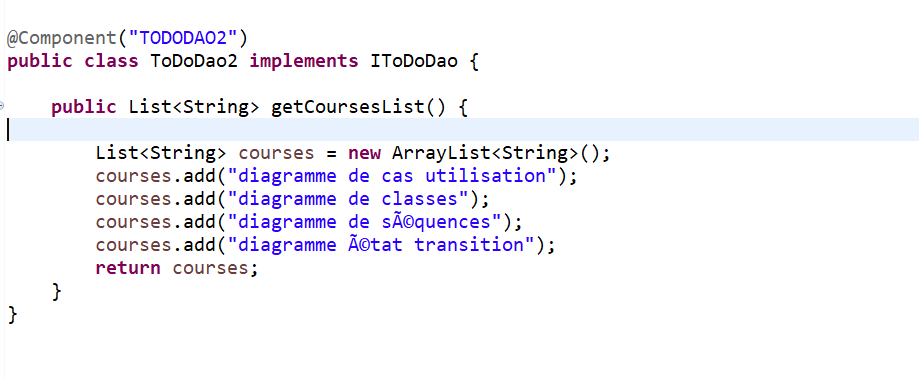 @Component("TODODAO2")
public class ToDoDao2 implements IToDoDao {
public List<String> getCoursesList() {
List<String> courses = new ArrayList<String>();
courses.add("diagramme de cas utilisation");
courses.add("diagramme de classes");
courses.add("diagramme de sÃ©quences");
courses.add("diagramme Ã©tat transition");
return courses;
}
}